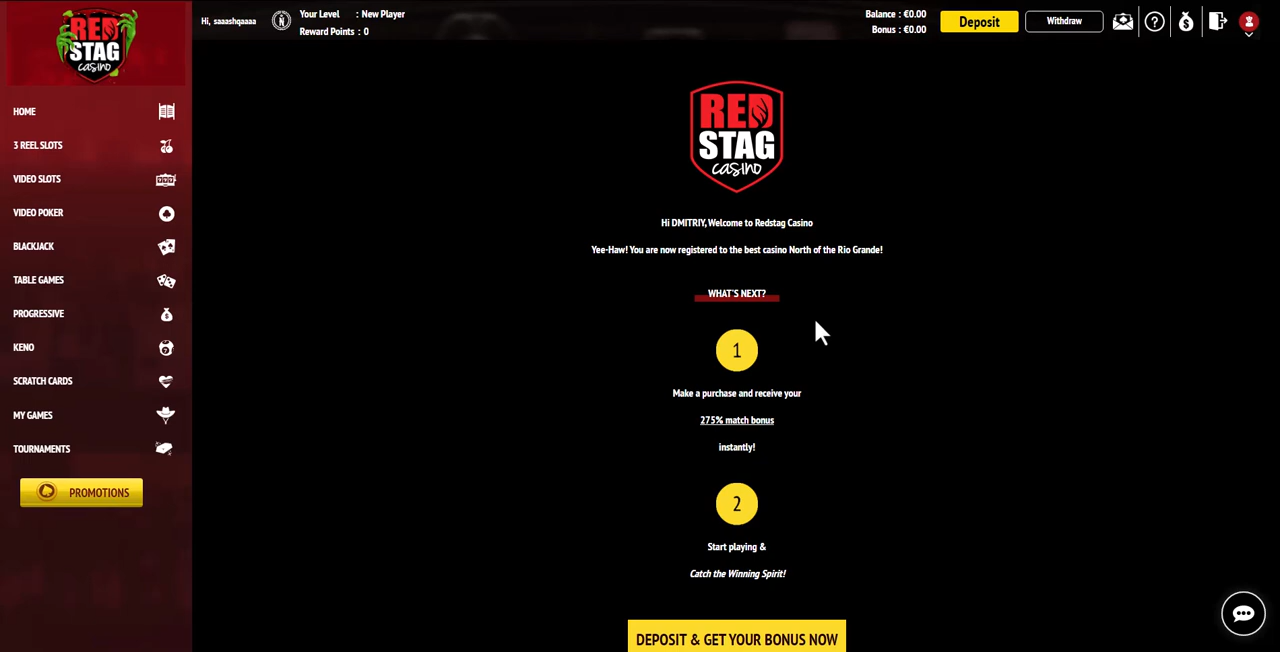 RED
STAG
casino
Hi, saaashqaaaa
N
Your Level : New Player
Reward Points : 0
Balance : €0.00
Bonus : €0.00
Deposit
Withdraw
?
HOME
3 REEL SLOTS
VIDEO SLOTS
VIDEO POKER
BLACKJACK
TABLE GAMES
PROGRESSIVE
KENO
SCRATCH CARDS
MY GAMES
TOURNAMENTS
PROMOTIONS
RED
STAG
casino
Hi DMITRIY, Welcome to Redstag Casino
Yee-Haw! You are now registered to the best casino North of the Rio Grande!
WHAT'S NEXT?
1
Make a purchase and receive your
275% match bonus
instantly!
2
Start playing &
Catch the Winning Spirit!
DEPOSIT & GET YOUR BONUS NOW